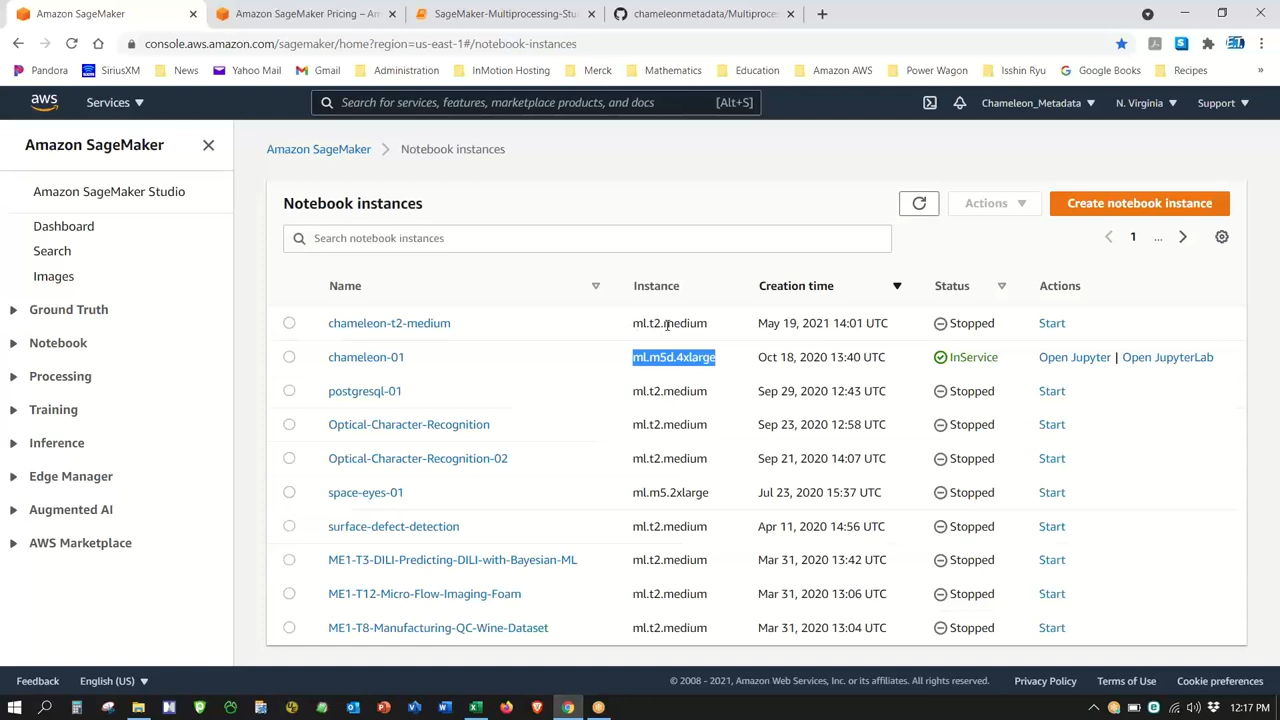 Amazon SageMaker
Amazon SageMaker Pricing – Am
SageMaker-Multiprocessing-Stu
chameleonmetadata/Multiproce
console.aws.amazon.com/sagemaker/home?region=us-east-1#/notebook-instances
Pandora SiriusXM News Yahoo Mail Gmail Administration InMotion Hosting Merck Mathematics Education Amazon AWS Power Wagon Isshin Ryu Google Books Recipes »
aws Services Search for services, features, marketplace products, and docs [Alt+S] Chameleon_Metadata N. Virginia Support
Amazon SageMaker
Amazon SageMaker Studio
Dashboard
Search
Images
Ground Truth
Notebook
Processing
Training
Inference
Edge Manager
Augmented AI
AWS Marketplace
Amazon SageMaker > Notebook instances
Notebook instances Actions Create notebook instance
Search notebook instances 1 ...
Name Instance Creation time Status Actions
chameleon-t2-medium ml.t2.medium May 19, 2021 14:01 UTC Stopped Start
chameleon-01 ml.m5d.4xlarge Oct 18, 2020 13:40 UTC InService Open Jupyter | Open JupyterLab
postgresql-01 ml.t2.medium Sep 29, 2020 12:43 UTC Stopped Start
Optical-Character-Recognition ml.t2.medium Sep 23, 2020 12:58 UTC Stopped Start
Optical-Character-Recognition-02 ml.t2.medium Sep 21, 2020 14:07 UTC Stopped Start
space-eyes-01 ml.m5.2xlarge Jul 23, 2020 15:37 UTC Stopped Start
surface-defect-detection ml.t2.medium Apr 11, 2020 14:56 UTC Stopped Start
ME1-T3-DILI-Predicting-DILI-with-Bayesian-ML ml.t2.medium Mar 31, 2020 13:42 UTC Stopped Start
ME1-T12-Micro-Flow-Imaging-Foam ml.t2.medium Mar 31, 2020 13:06 UTC Stopped Start
ME1-T8-Manufacturing-QC-Wine-Dataset ml.t2.medium Mar 31, 2020 13:04 UTC Stopped Start
Feedback English (US) © 2008 - 2021, Amazon Web Services, Inc. or its affiliates. All rights reserved. Privacy Policy Terms of Use Cookie preferences
12:17 PM